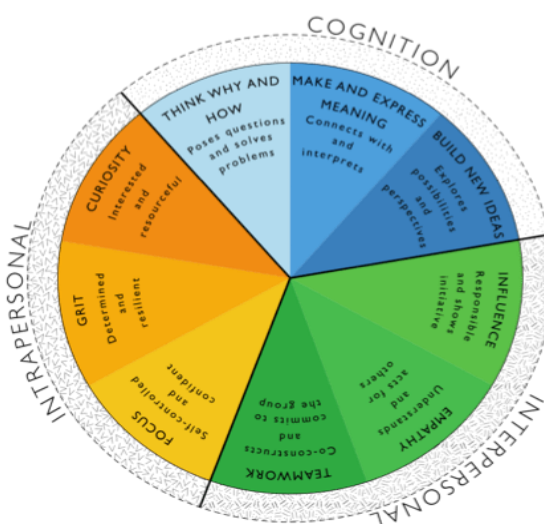 COGNITION
THINK WHY AND
HOW
Poses questions
and solves
problems
MAKE AND EXPRESS
MEANING
Connects with
and
interprets
BUILD NEW IDEAS
Explores
possibilities
and
perspectives
INTERPERSONAL
INFLUENCE
Responsible
and shows
initiative
EMPATHY
Understands
and
acts for
others
TEAMWORK
Co-constructs
and
commits to
the group
INTRAPERSONAL
FOCUS
Self-controlled
and
confident
GRIT
Determined
and
resilient
CURIOSITY
Interested
and
resourceful